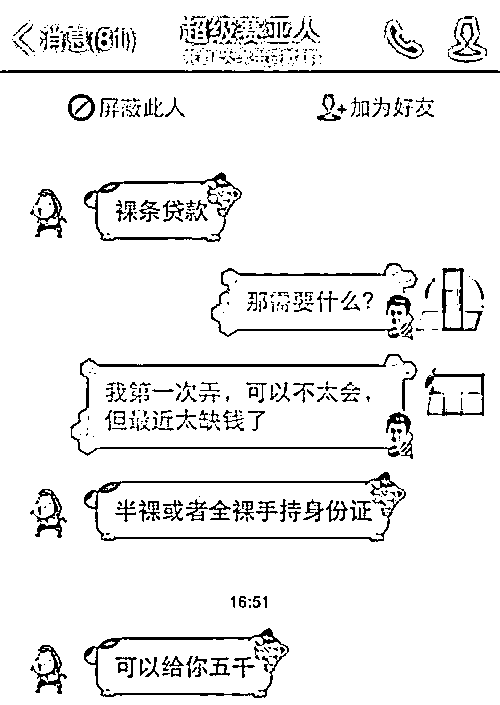 消息(81)
超级赛亚人
屏蔽此人
加为好友
裸条贷款
那需要什么?
我第一次弄，可以不太会，
但最近太缺钱了
半裸或者全裸手持身份证
16:51
可以给你五千